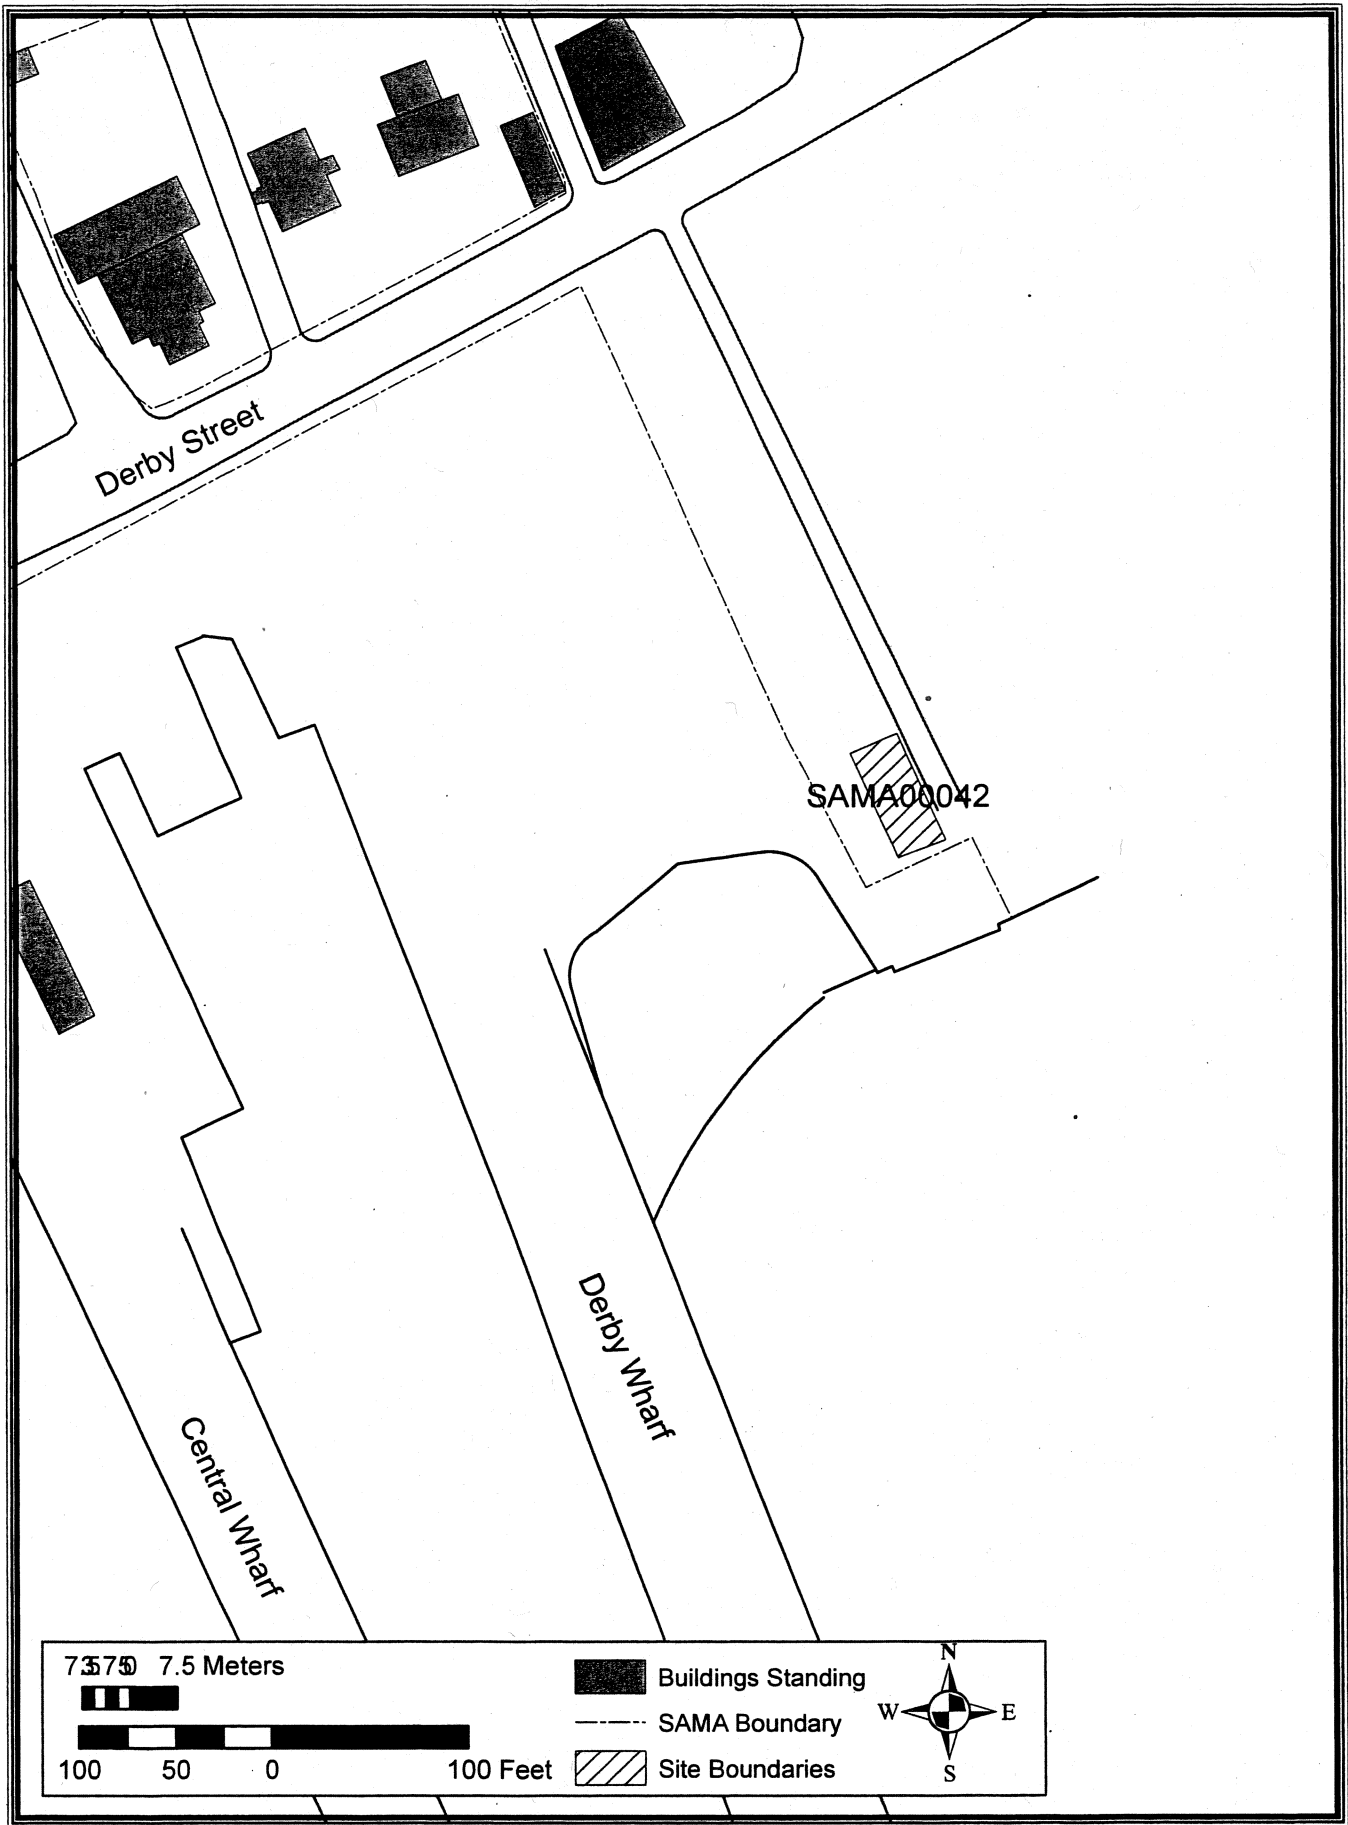 Derby Street
SAMA00042
Derby Wharf
Central Wharf
7.5 Meters
100 50 0 100 Feet
Buildings Standing
SAMA Boundary
Site Boundaries
N
W E
S